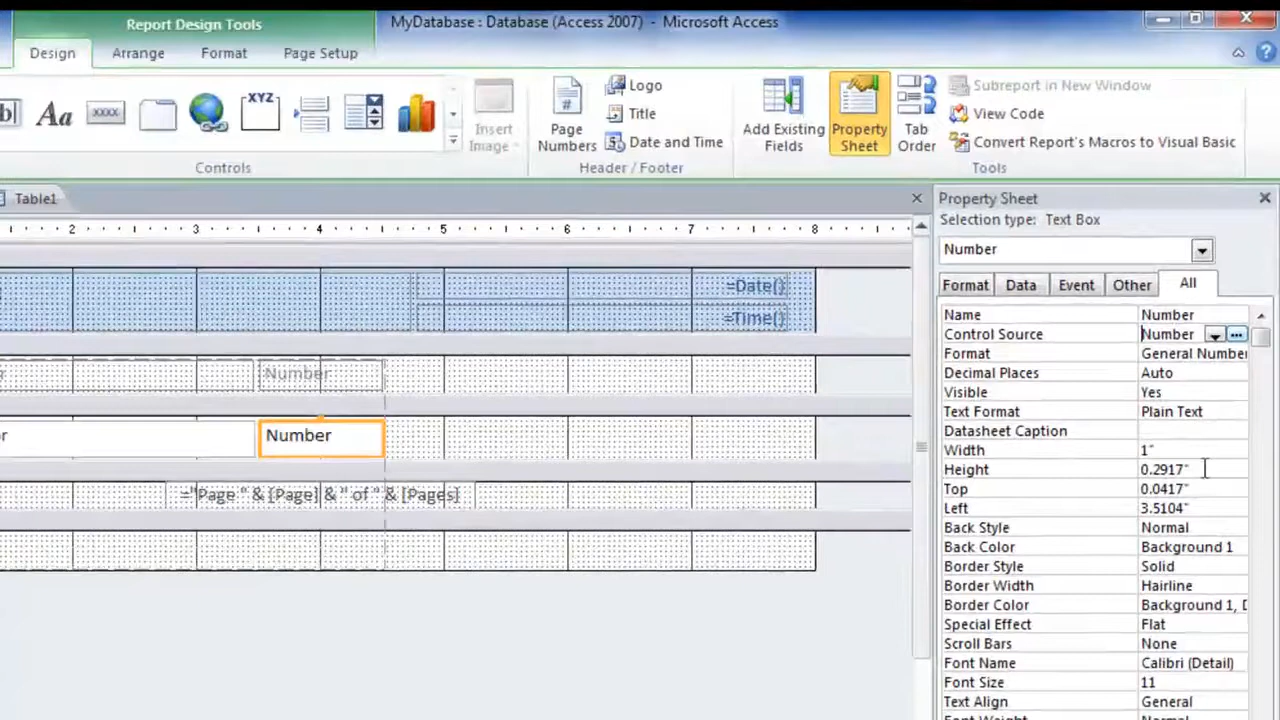 Report Design Tools
MyDatabase : Database (Access 2007) - Microsoft Access
Design Arrange Format Page Setup
Aa
XXXX
XYZ
Insert
Image
#
Page
Numbers
Logo
Title
Date and Time
Add Existing
Fields
Property
Sheet
Tab
Order
Subreport in New Window
View Code
Convert Report's Macros to Visual Basic
Controls
Header / Footer
Tools
Table1
2 3 4 5 6 7 8
=Date()
=Time()
Number
Number
="Page " & [Page] & " of " & [Pages]
Property Sheet
Selection type: Text Box
Number
Format Data Event Other All
Name Number
Control Source Number
Format General Number
Decimal Places Auto
Visible Yes
Text Format Plain Text
Datasheet Caption
Width 1"
Height 0.2917"
Top 0.0417"
Left 3.5104"
Back Style Normal
Back Color Background 1
Border Style Solid
Border Width Hairline
Border Color Background 1, D
Special Effect Flat
Scroll Bars None
Font Name Calibri (Detail)
Font Size 11
Text Align General
Font Weight Normal